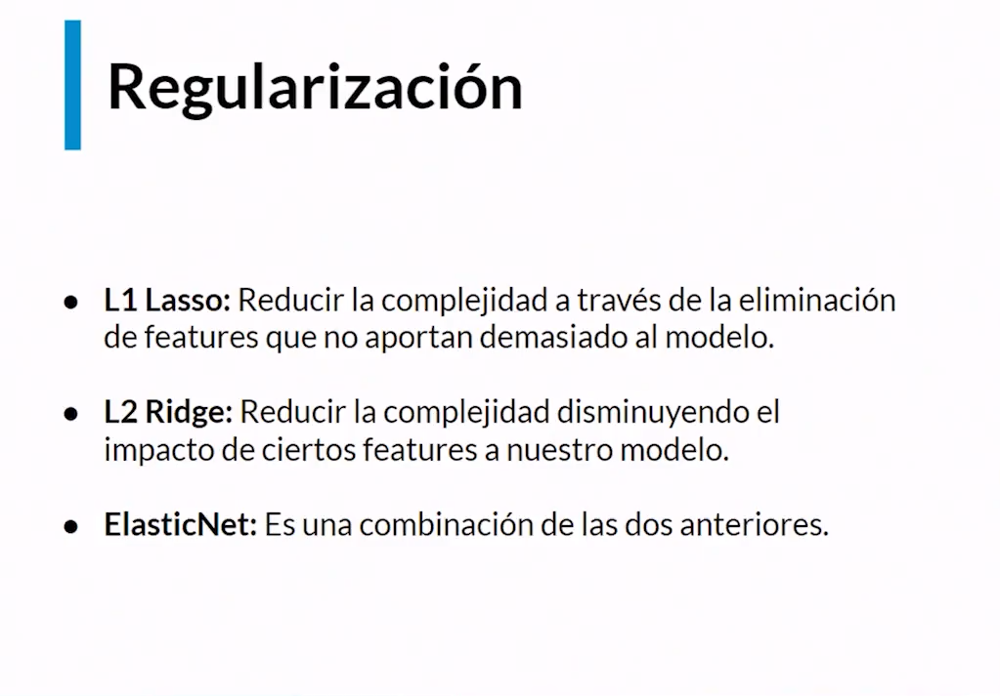 Regularización
● L1 Lasso: Reducir la complejidad a través de la eliminación
de features que no aportan demasiado al modelo.
● L2 Ridge: Reducir la complejidad disminuyendo el
impacto de ciertos features a nuestro modelo.
● ElasticNet: Es una combinación de las dos anteriores.